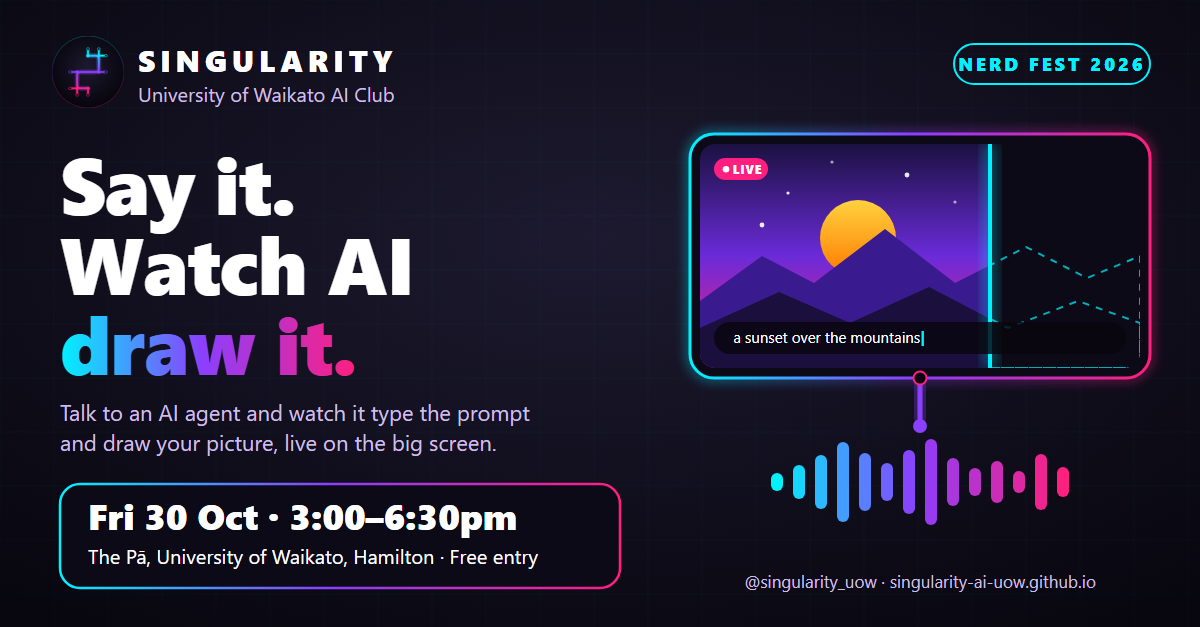 SINGULARITY
University of Waikato AI Club
NERD FEST 2026
Say it.
Watch AI
draw it.
Talk to an AI agent and watch it type the prompt
and draw your picture, live on the big screen.
Fri 30 Oct · 3:00–6:30pm
The Pā, University of Waikato, Hamilton · Free entry
LIVE
a sunset over the mountains
@singularity_uow · singularity-ai-uow.github.io